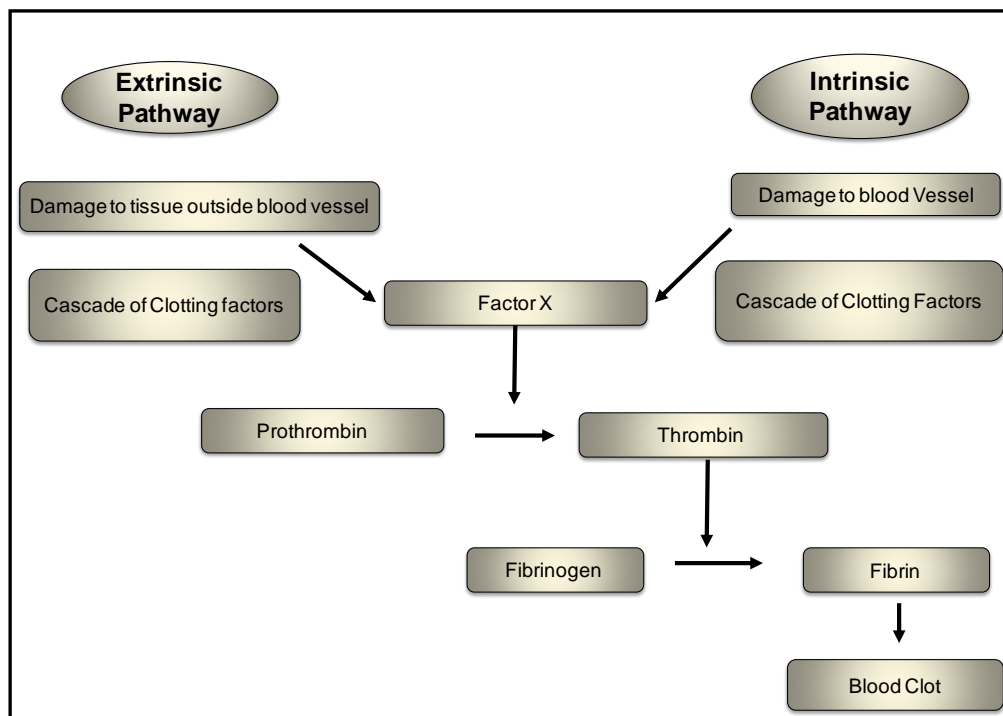 Extrinsic
Pathway
Intrinsic
Pathway
Damage to tissue outside blood vessel
Damage to blood Vessel
Cascade of Clotting factors
Factor X
Cascade of Clotting Factors
Prothrombin
Thrombin
Fibrinogen
Fibrin
Blood Clot